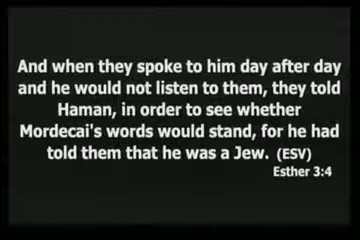 And when they spoke to him day after day
and he would not listen to them, they told
Haman, in order to see whether
Mordecai's words would stand, for he had
told them that he was a Jew. (ESV)
Esther 3:4